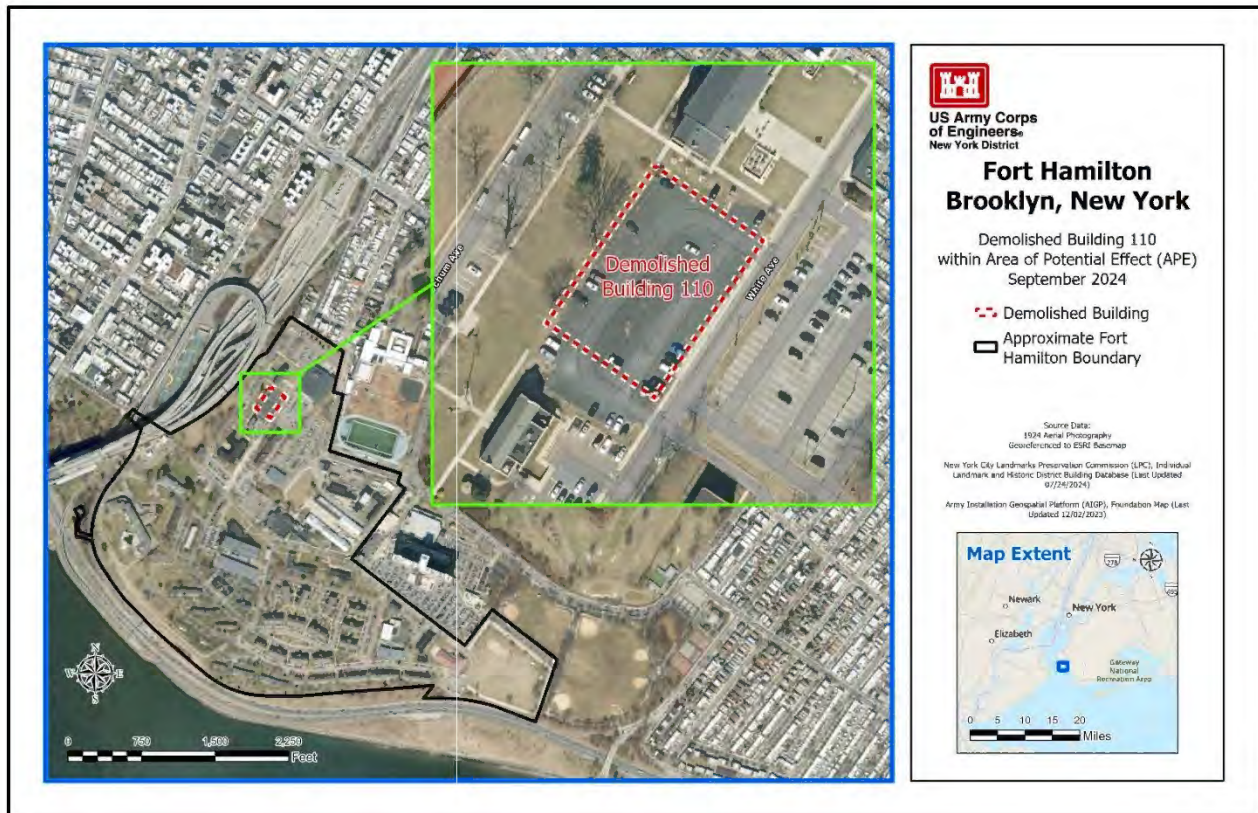 US Army Corps
of Engineers®
New York District
Fort Hamilton
Brooklyn, New York
Demolished Building 110
within Area of Potential Effect (APE)
September 2024
Demolished Building
Approximate Fort
Hamilton Boundary
Source Data:
1924 Aerial Photography
Georeferenced to ESRI Basemap
New York City Landmarks Preservation Commission (LPC), Individual
Landmark and Historic District Building Database (Last Updated
07/24/2024)
Army Installation Geospatial Platform (AIGP), Foundation Map (Last
Updated 12/02/2023)
Map Extent
278
495
Newark
New York
Elizabeth
Gateway
National
Recreation Area
0 5 10 15 20
Miles
Demolished
Building 110
White Ave
N
W E
S
0 750 1,500 2,250
Feet